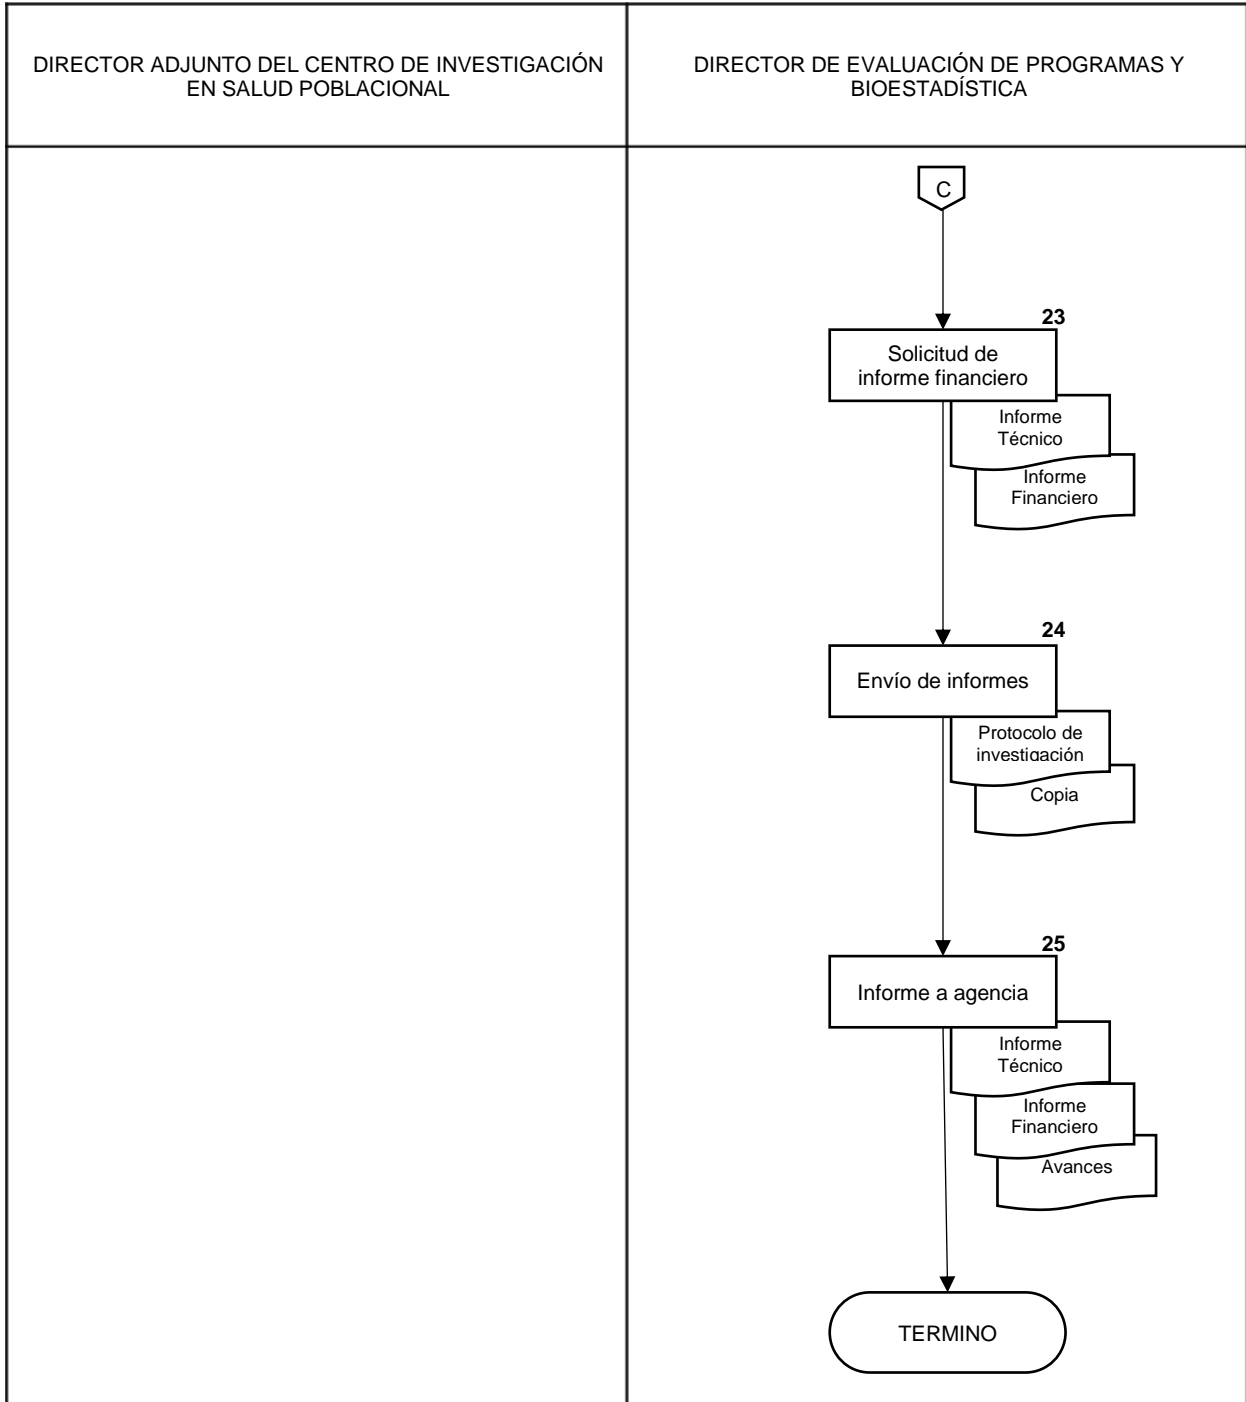 DIRECTOR ADJUNTO DEL CENTRO DE INVESTIGACIÓN
EN SALUD POBLACIONAL
DIRECTOR DE EVALUACIÓN DE PROGRAMAS Y
BIOESTADÍSTICA
C
23
Solicitud de
informe financiero
Informe
Técnico
Informe
Financiero
24
Envío de informes
Protocolo de
investigación
Copia
25
Informe a agencia
Informe
Técnico
Informe
Financiero
Avances
TERMINO